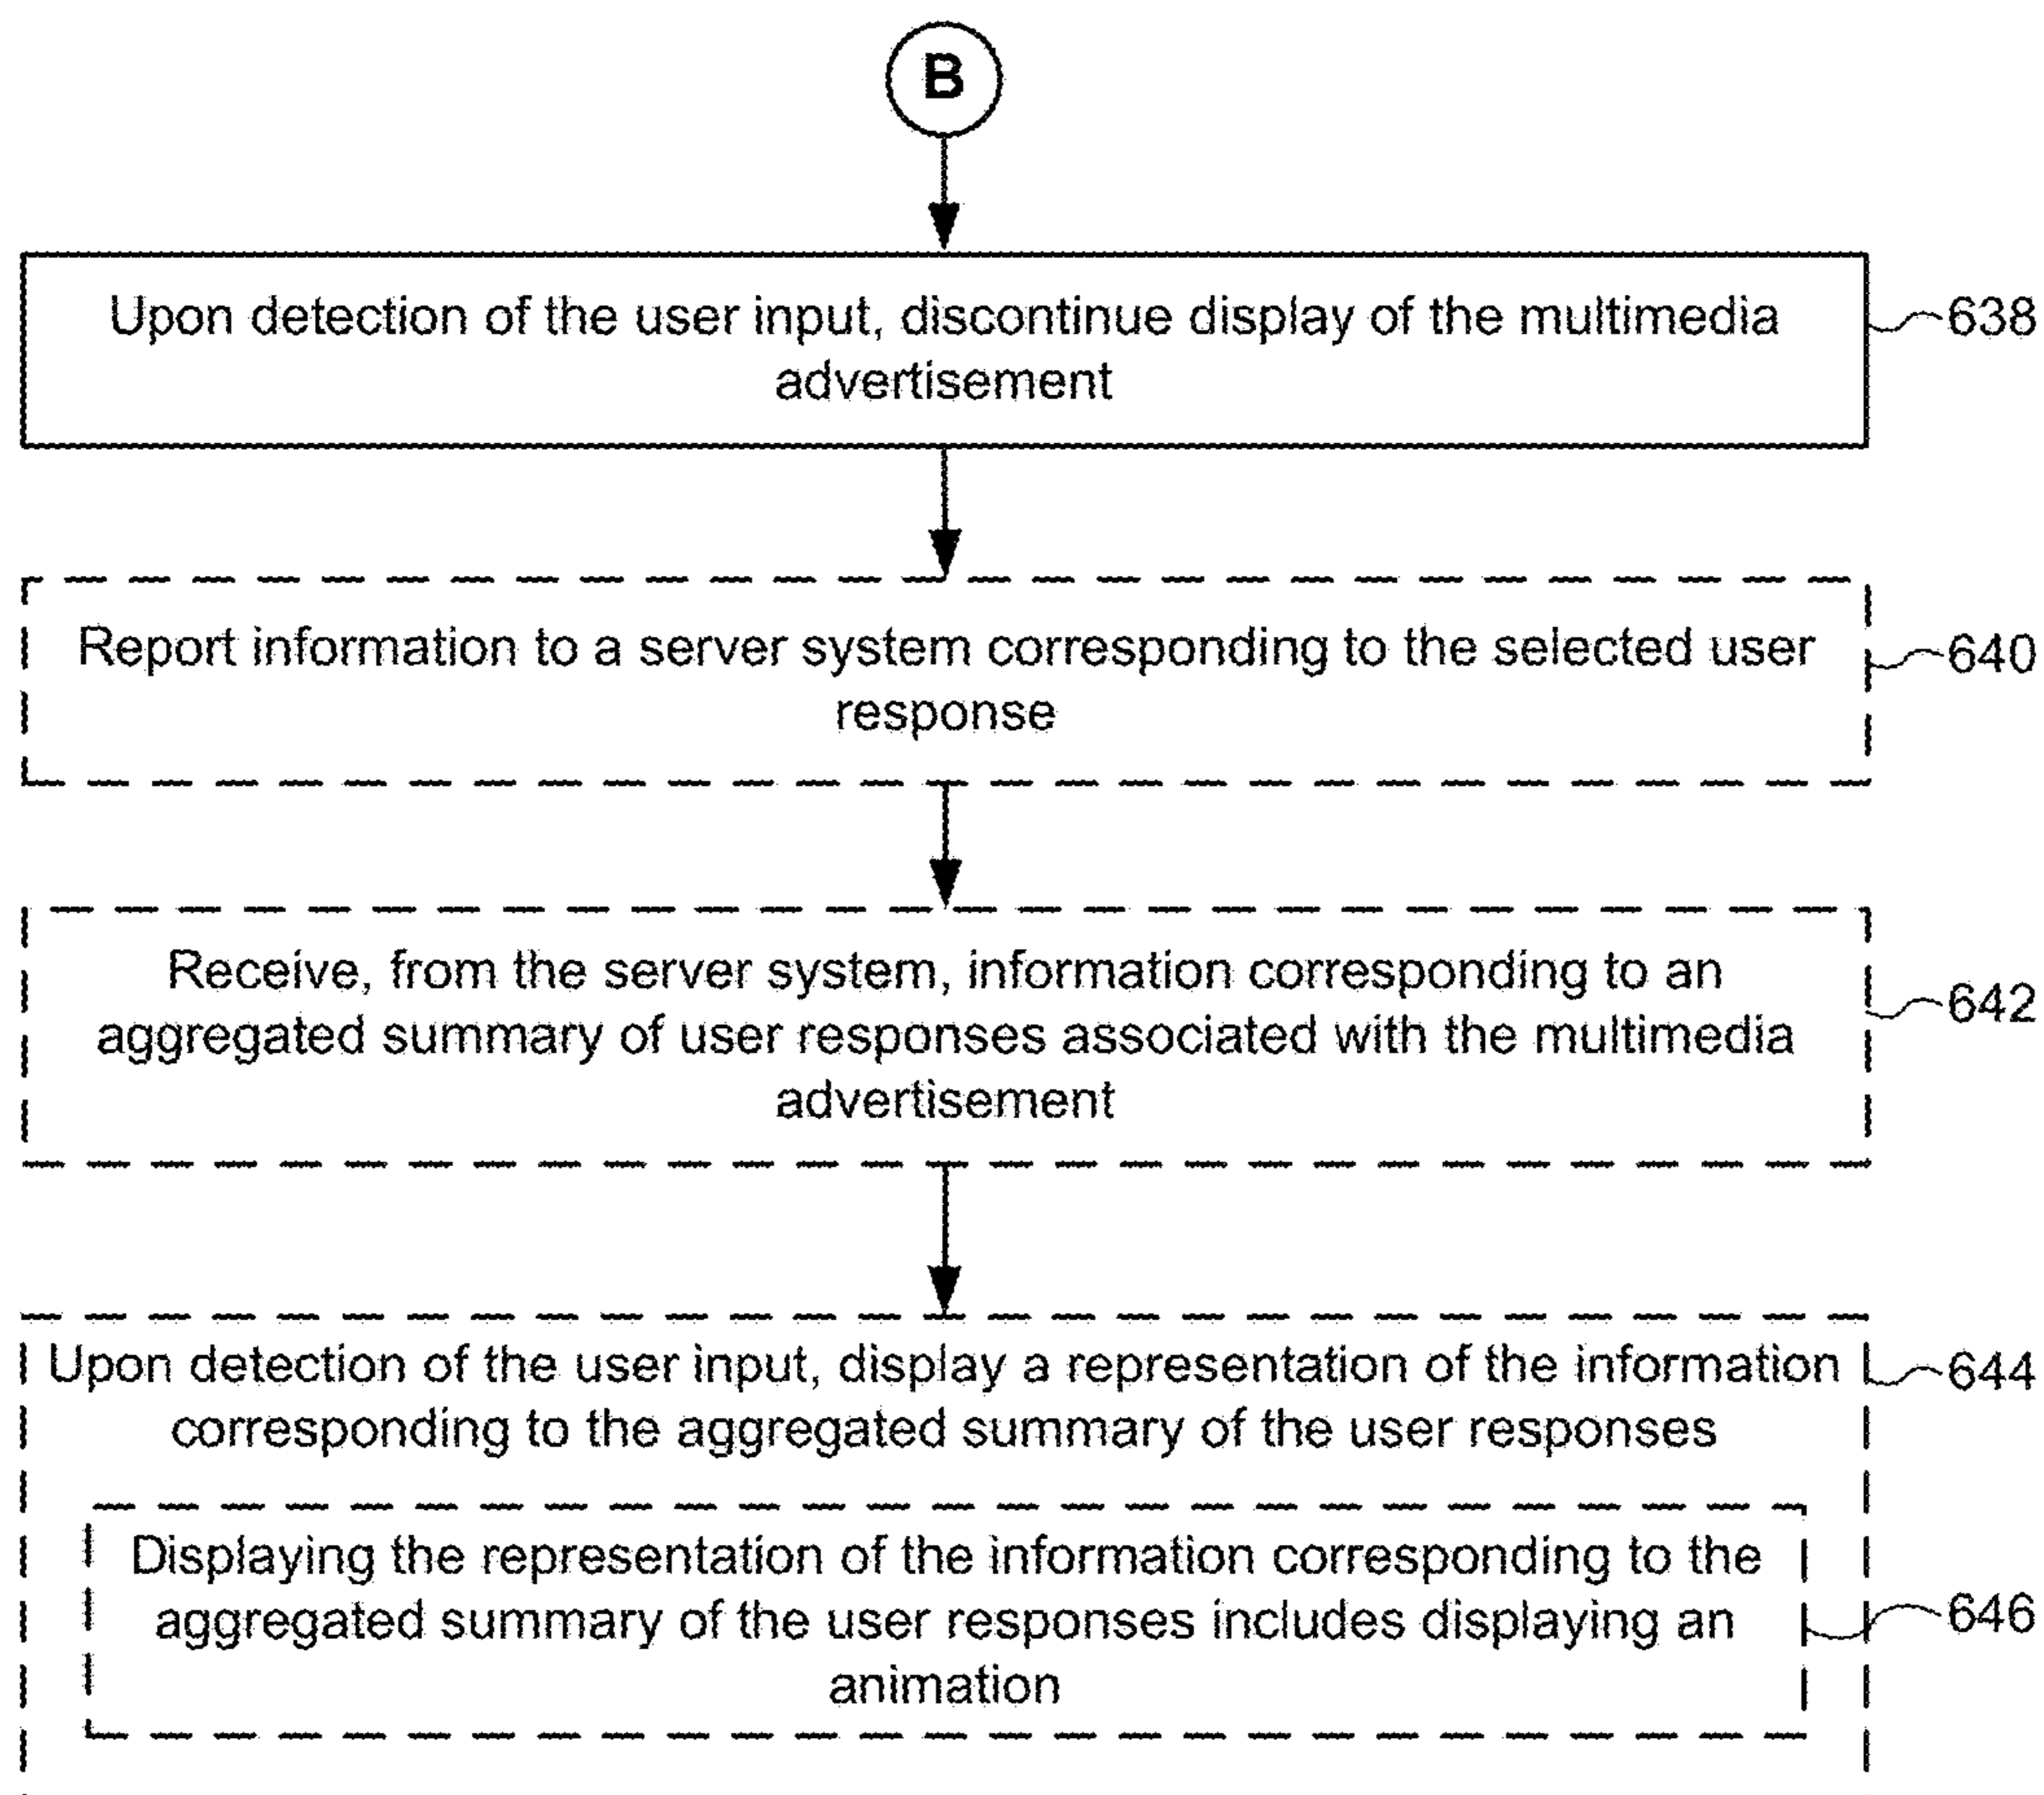 B
Upon detection of the user input, discontinue display of the multimedia
advertisement
638
Report information to a server system corresponding to the selected user
response
640
Receive, from the server system, information corresponding to an
aggregated summary of user responses associated with the multimedia
advertisement
642
Upon detection of the user input, display a representation of the information
corresponding to the aggregated summary of the user responses
644
Displaying the representation of the information corresponding to the
aggregated summary of the user responses includes displaying an
animation
646